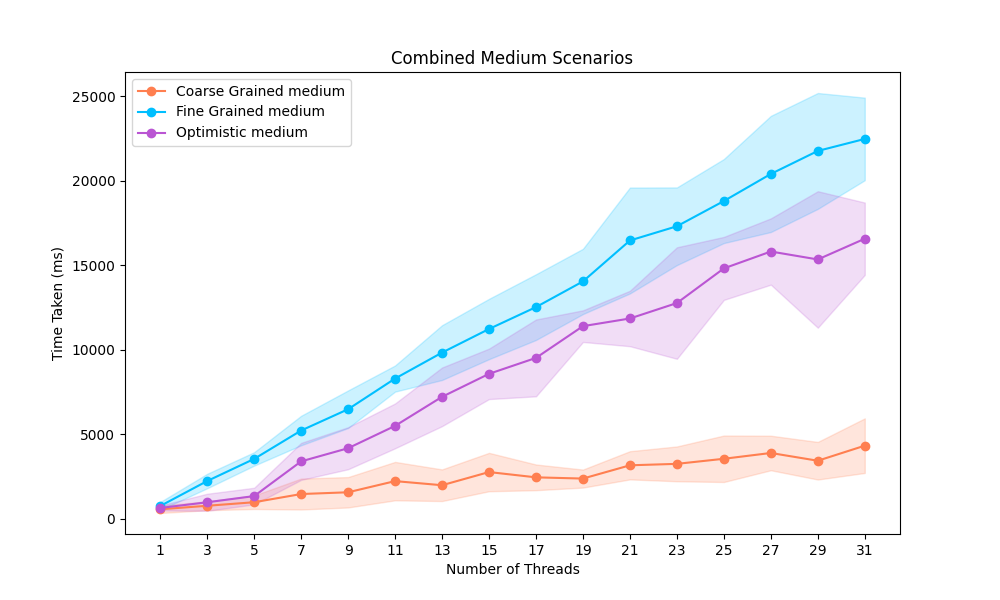 Combined Medium Scenarios
Coarse Grained medium
Fine Grained medium
Optimistic medium
Time Taken (ms)
25000
20000
15000
10000
5000
0
1 3 5 7 9 11 13 15 17 19 21 23 25 27 29 31
Number of Threads